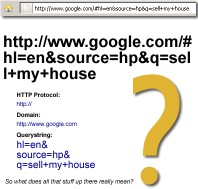 http://www.google.com/#hl=en&source=hp&q=sell+my+house
http://www.google.com/#
hl=en&source=hp&q=sel
l+my+house
HTTP Protocol:
http://
Domain:
http://www.google.com
Querystring:
hl=en&
source=hp&
q=sell+my+house
?
So what does all that stuff up there really mean?